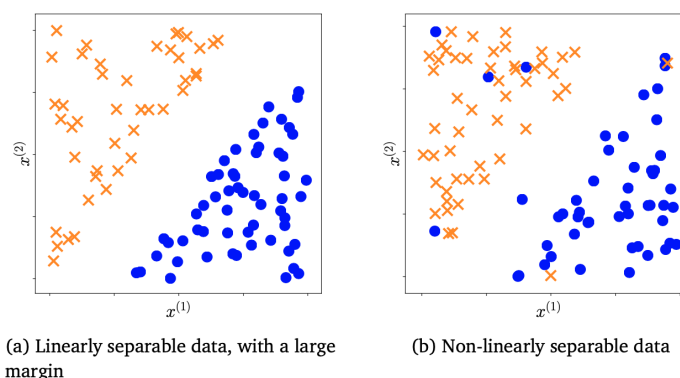 x(2)
x(1)
x(2)
x(1)
(a) Linearly separable data, with a large
margin
(b) Non-linearly separable data